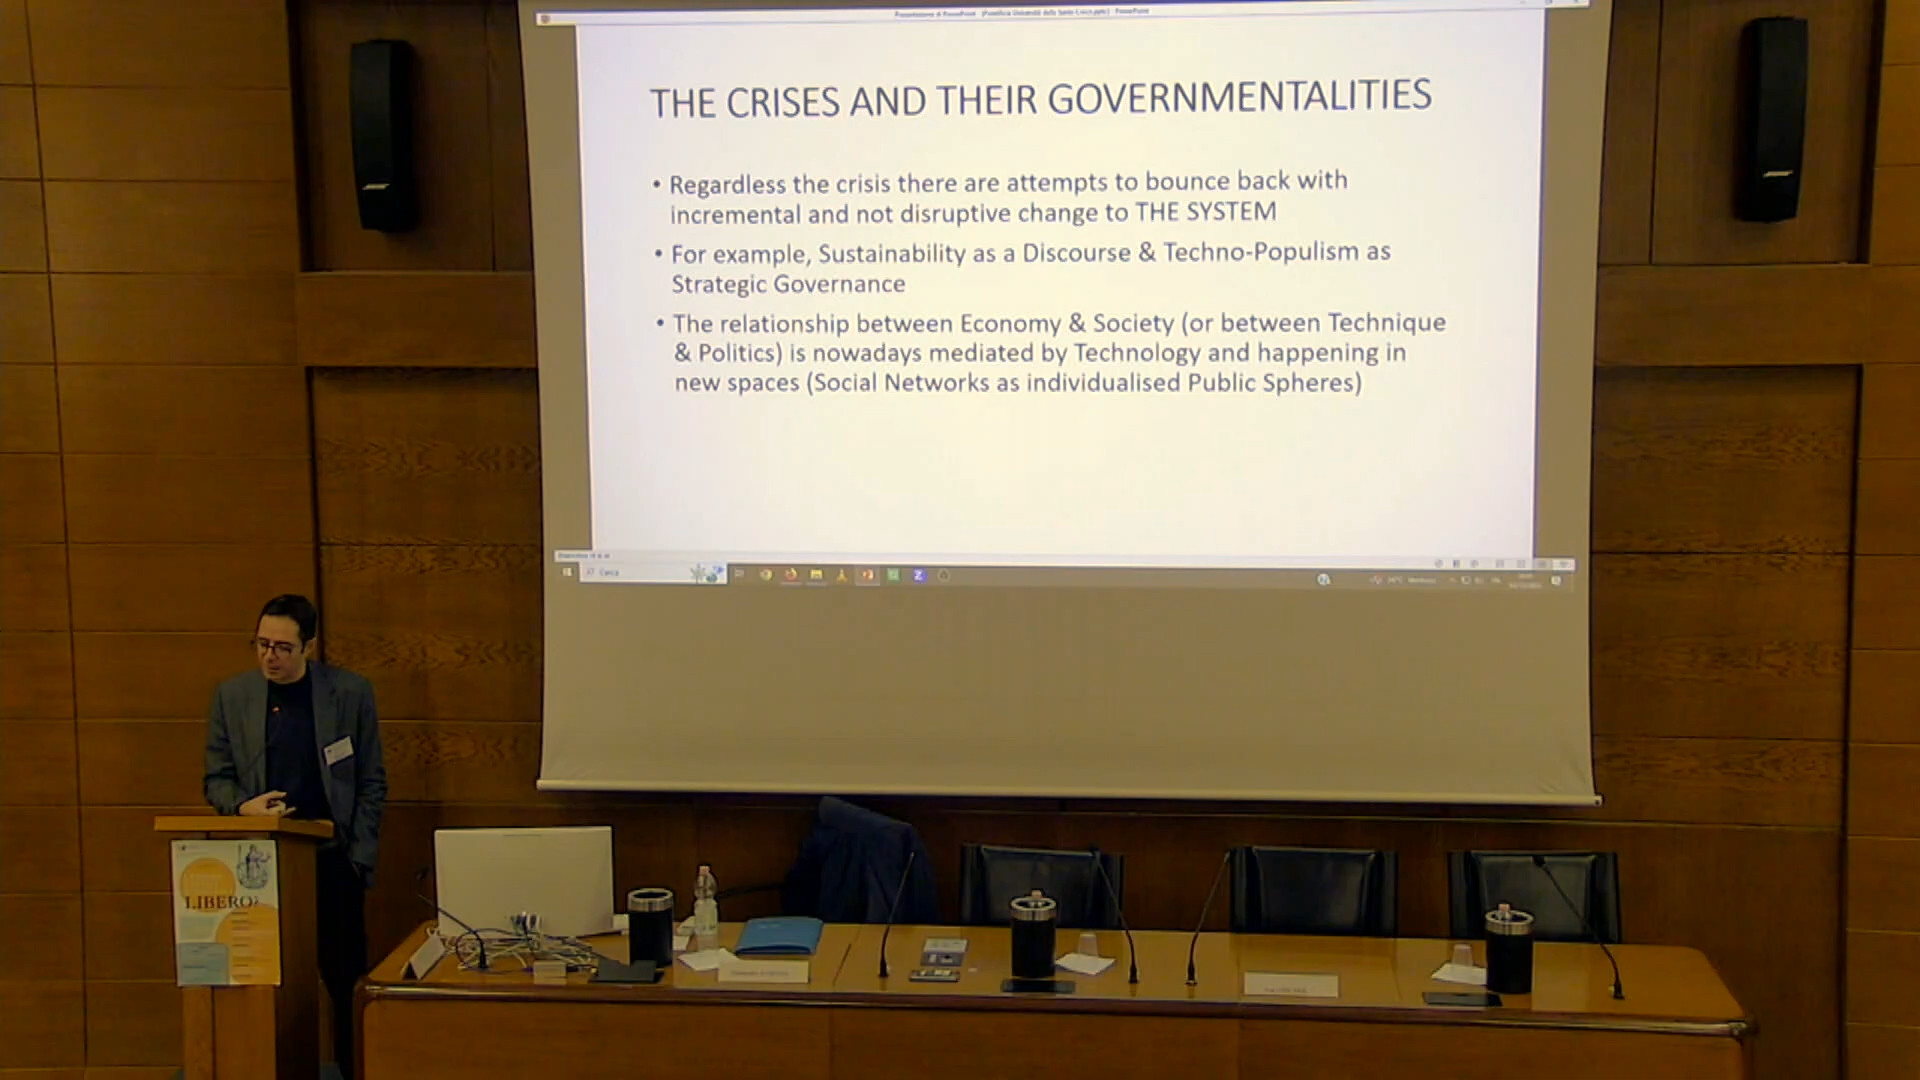 THE CRISES AND THEIR GOVERNMENTALITIES
• Regardless the crisis there are attempts to bounce back with
incremental and not disruptive change to THE SYSTEM
• For example, Sustainability as a Discourse & Techno-Populism as
Strategic Governance
• The relationship between Economy & Society (or between Technique
& Politics) is nowadays mediated by Technology and happening in
new spaces (Social Networks as individualised Public Spheres)
Cerca
LIBERO?